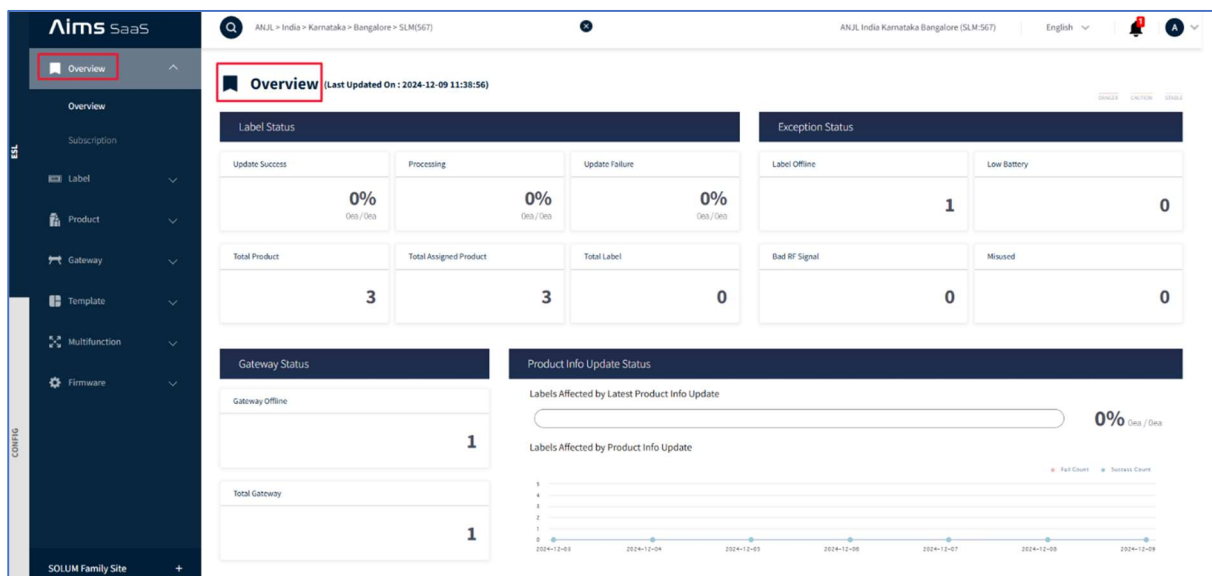 Aims SaaS
ANJL > India > Karnataka > Bangalore > SLM(567)
ANJL India Karnataka Bangalore (SLM:567)
English
1
A
Overview
Overview
Subscription
Label
Product
Gateway
Template
Multifunction
Firmware
ESL
CONFIG
SOLUM Family Site +
Overview (Last Updated On : 2024-12-09 11:38:56)
DANGER CAUTION STABLE
Label Status
Update Success
0%
0ea / 0ea
Processing
0%
0ea / 0ea
Update Failure
0%
0ea / 0ea
Total Product
3
Total Assigned Product
3
Total Label
0
Exception Status
Label Offline
1
Low Battery
0
Bad RF Signal
0
Misused
0
Gateway Status
Gateway Offline
1
Total Gateway
1
Product Info Update Status
Labels Affected by Latest Product Info Update
0% 0ea / 0ea
Labels Affected by Product Info Update
Fail Count Success Count
5
4
3
2
1
0
2024-12-03 2024-12-04 2024-12-05 2024-12-06 2024-12-07 2024-12-08 2024-12-09